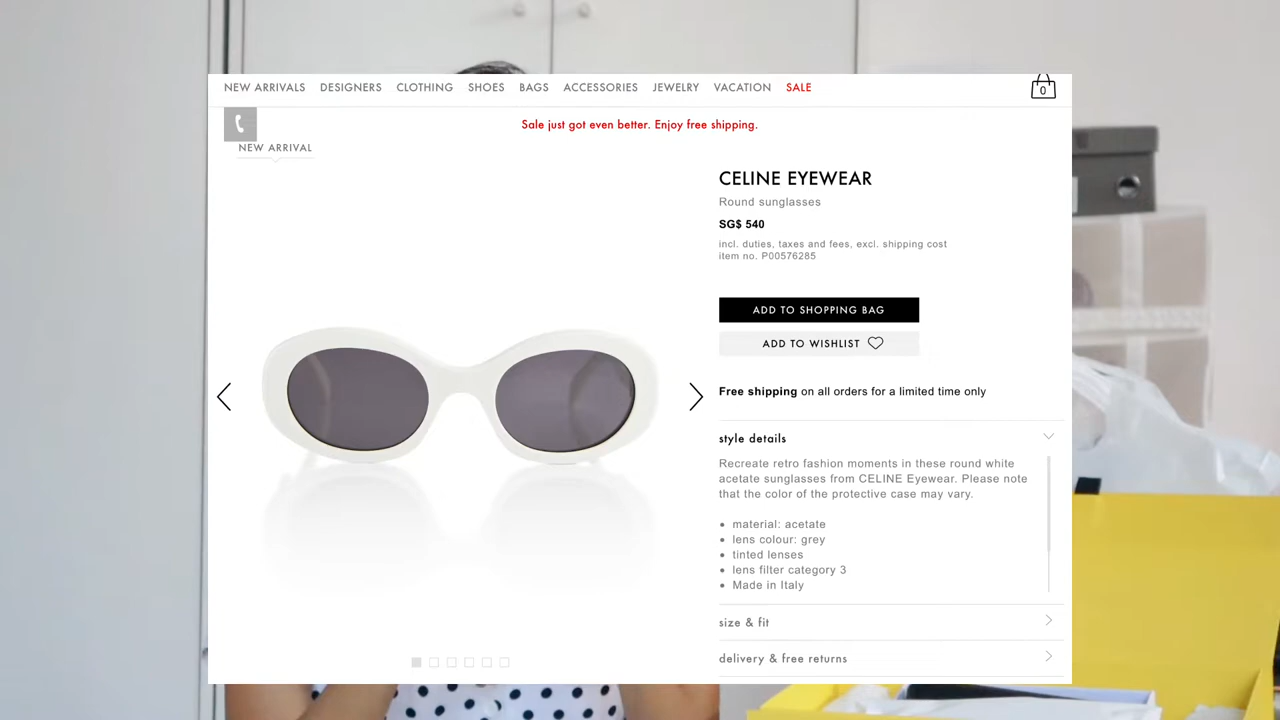 NEW ARRIVALS DESIGNERS CLOTHING SHOES BAGS ACCESSORIES JEWELRY VACATION SALE
0
Sale just got even better. Enjoy free shipping.
NEW ARRIVAL
CELINE EYEWEAR
Round sunglasses
SG$ 540
incl. duties, taxes and fees, excl. shipping cost
item no. P00576285
ADD TO SHOPPING BAG
ADD TO WISHLIST
Free shipping on all orders for a limited time only
style details
Recreate retro fashion moments in these round white
acetate sunglasses from CELINE Eyewear. Please note
that the color of the protective case may vary.
• material: acetate
• lens colour: grey
• tinted lenses
• lens filter category 3
• Made in Italy
size & fit
delivery & free returns